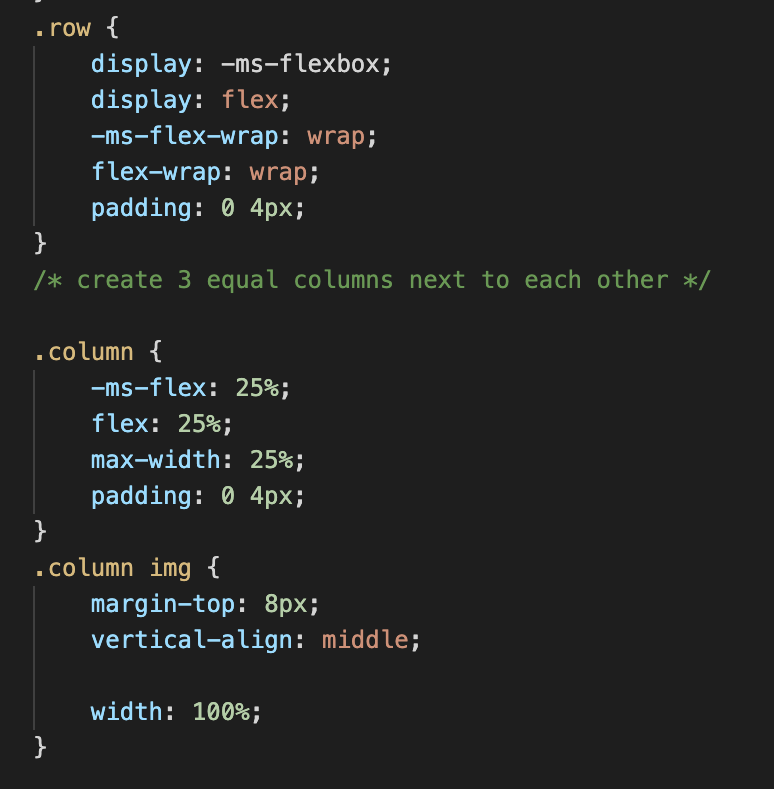 .row {
display: -ms-flexbox;
display: flex;
-ms-flex-wrap: wrap;
flex-wrap: wrap;
padding: 0 4px;
}
/* create 3 equal columns next to each other */
.column {
-ms-flex: 25%;
flex: 25%;
max-width: 25%;
padding: 0 4px;
}
.column img {
margin-top: 8px;
vertical-align: middle;
width: 100%;
}